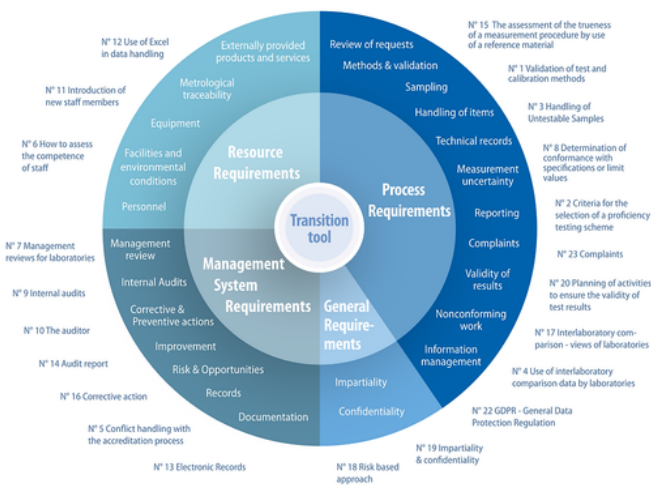 N° 12 Use of Excel
in data handling
N° 11 Introduction of
new staff members
N° 6 How to assess
the competence
of staff
N° 7 Management
reviews for laboratories
N° 9 Internal audits
N° 10 The auditor
N° 14 Audit report
N° 16 Corrective action
N° 5 Conflict handling with
the accreditation process
N° 13 Electronic Records
Externally provided
products and services
Metrological
traceability
Equipment
Facilities and
environmental
conditions
Personnel
Resource
Requirements
Management
review
Internal Audits
Corrective &
Preventive actions
Improvement
Risk & Opportunities
Records
Documentation
Management
System
Requirements
Transition
tool
General
Require-
ments
Impartiality
Confidentiality
Process
Requirements
Review of requests
Methods & validation
Sampling
Handling of items
Technical records
Measurement
uncertainty
Reporting
Complaints
Validity of
results
Nonconforming
work
Information
management
N° 15 The assessment of the trueness
of a measurement procedure by use
of a reference material
N° 1 Validation of test and
calibration methods
N° 3 Handling of
Untestable Samples
N° 8 Determination of
conformance with
specifications or limit
values
N° 2 Criteria for the
selection of a proficiency
testing scheme
N° 23 Complaints
N° 20 Planning of activities
to ensure the validity of
test results
N° 17 Interlaboratory com-
parison - views of laboratories
N° 4 Use of interlaboratory
comparison data by laboratories
N° 22 GDPR - General Data
Protection Regulation
N° 19 Impartiality
& confidentiality
N° 18 Risk based
approach